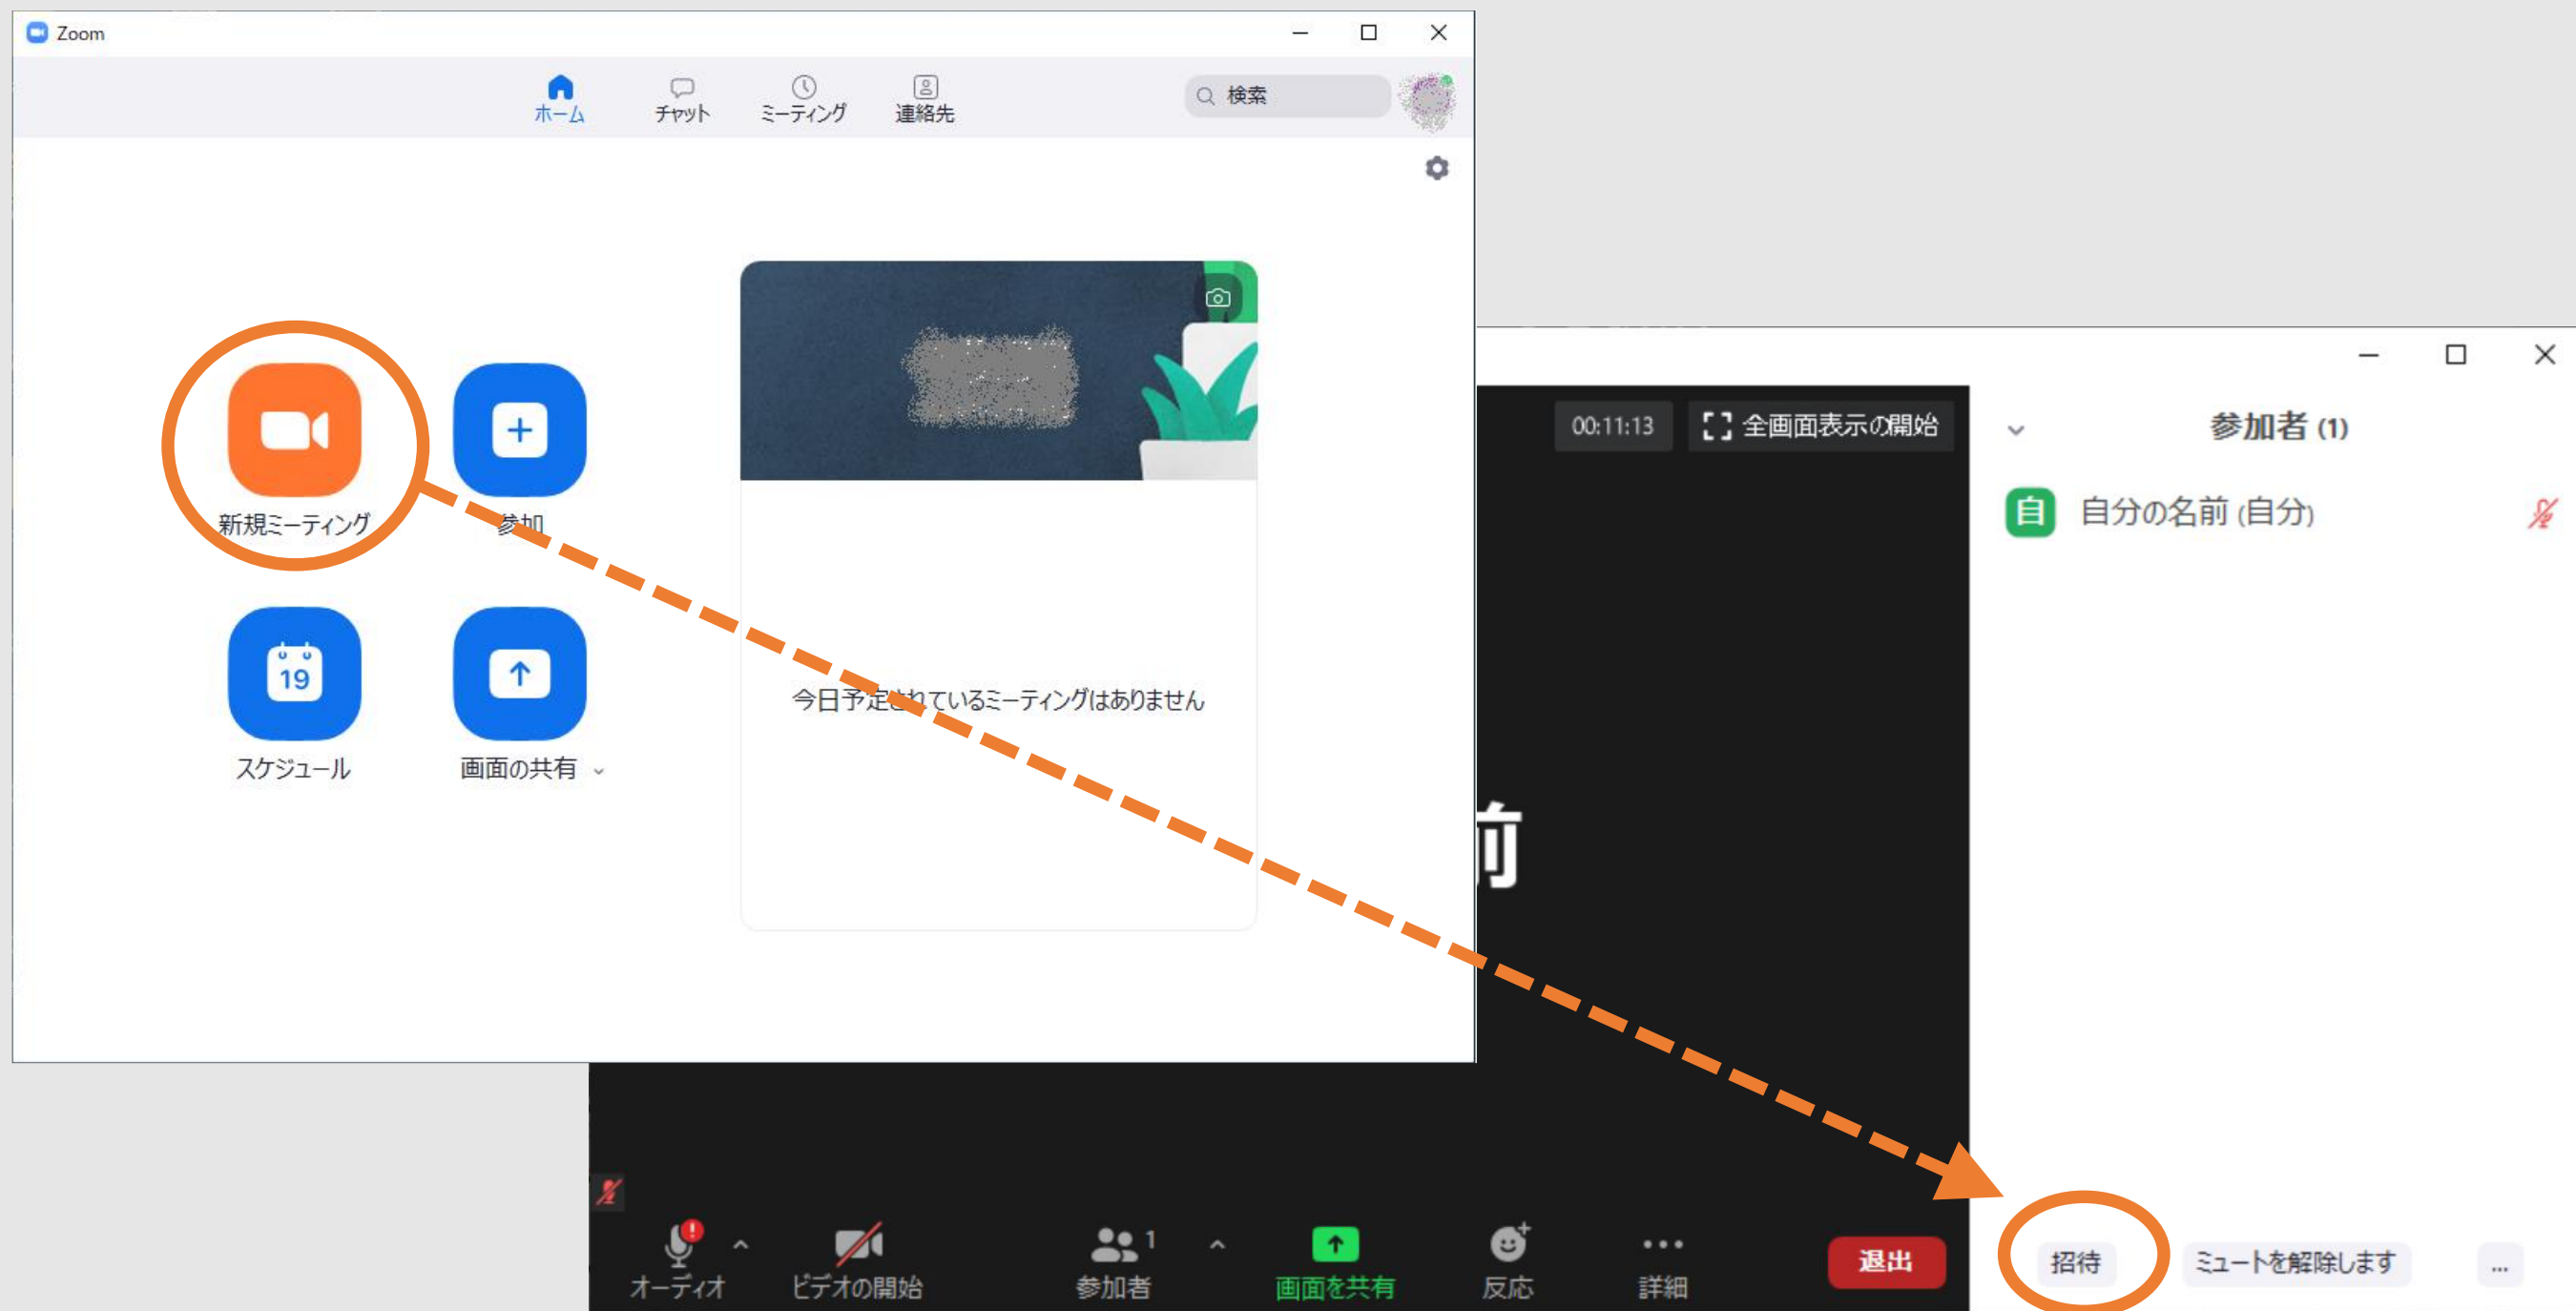 Zoom
ホーム
チャット
ミーティング
連絡先
検索
新規ミーティング
参加
19
スケジュール
画面の共有
今日予定されているミーティングはありません
00:11:13
全画面表示の開始
前
参加者 (1)
自
自分の名前 (自分)
オーディオ
ビデオの開始
1
参加者
画面を共有
反応
詳細
退出
招待
ミュートを解除します
...